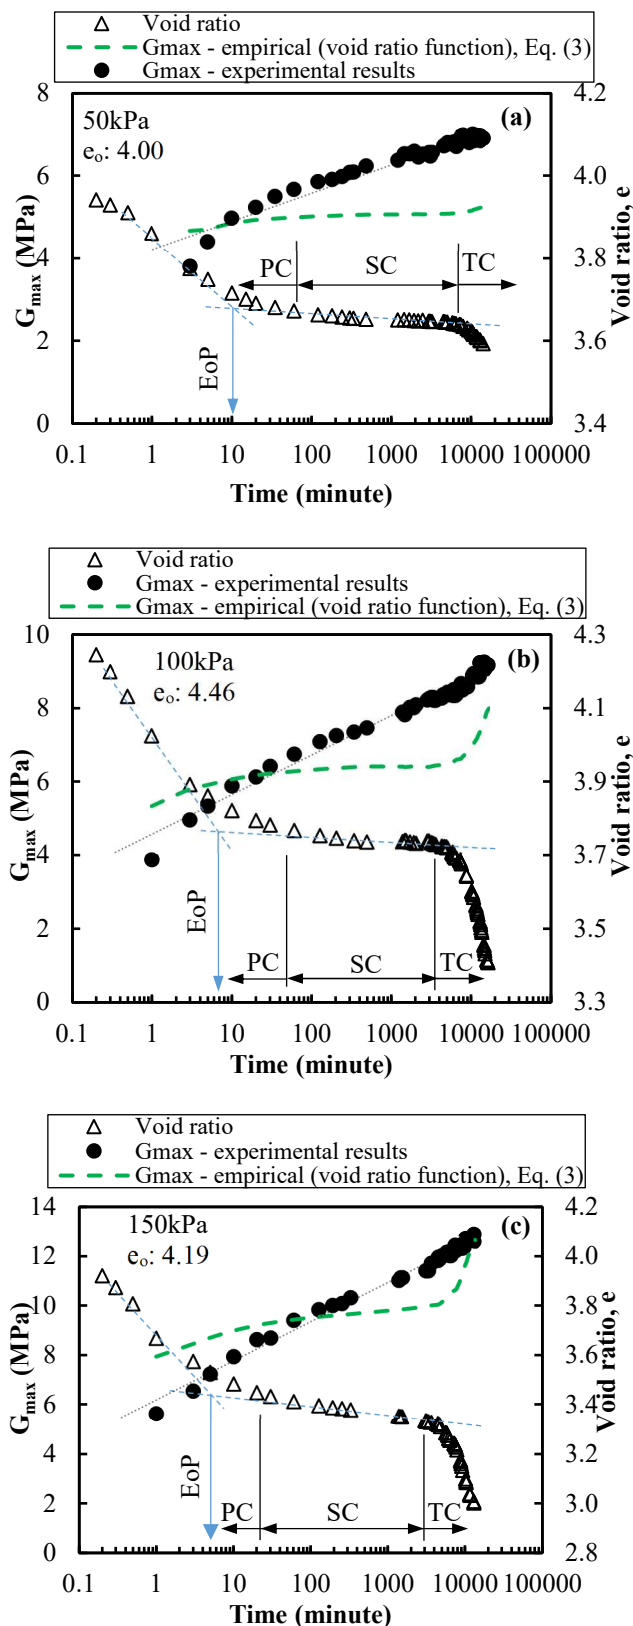 Void ratio
Gmax - empirical (void ratio function), Eq. (3)
Gmax - experimental results
8
4.2
50kPa
(a)
eₒ: 4.00
6
4.0
Gmax (MPa)
Void ratio, e
4
3.8
PC
SC
TC
2
3.6
EoP
0
3.4
0.1
1
10
100
1000
10000
100000
Time (minute)
Void ratio
Gmax - experimental results
Gmax - empirical (void ratio function), Eq. (3)
10
4.3
100kPa
(b)
eₒ: 4.46
8
4.1
6
3.9
Gmax (MPa)
Void ratio, e
4
3.7
EoP
2
3.5
PC
SC
TC
0
3.3
0.1
1
10
100
1000
10000
100000
Time (minute)
Void ratio
Gmax - experimental results
Gmax - empirical (void ratio function), Eq. (3)
14
4.2
150kPa
(c)
eₒ: 4.19
12
4.0
10
3.8
8
3.6
Gmax (MPa)
Void ratio, e
6
3.4
4
3.2
EoP
2
3.0
PC
SC
TC
0
2.8
0.1
1
10
100
1000
10000
100000
Time (minute)